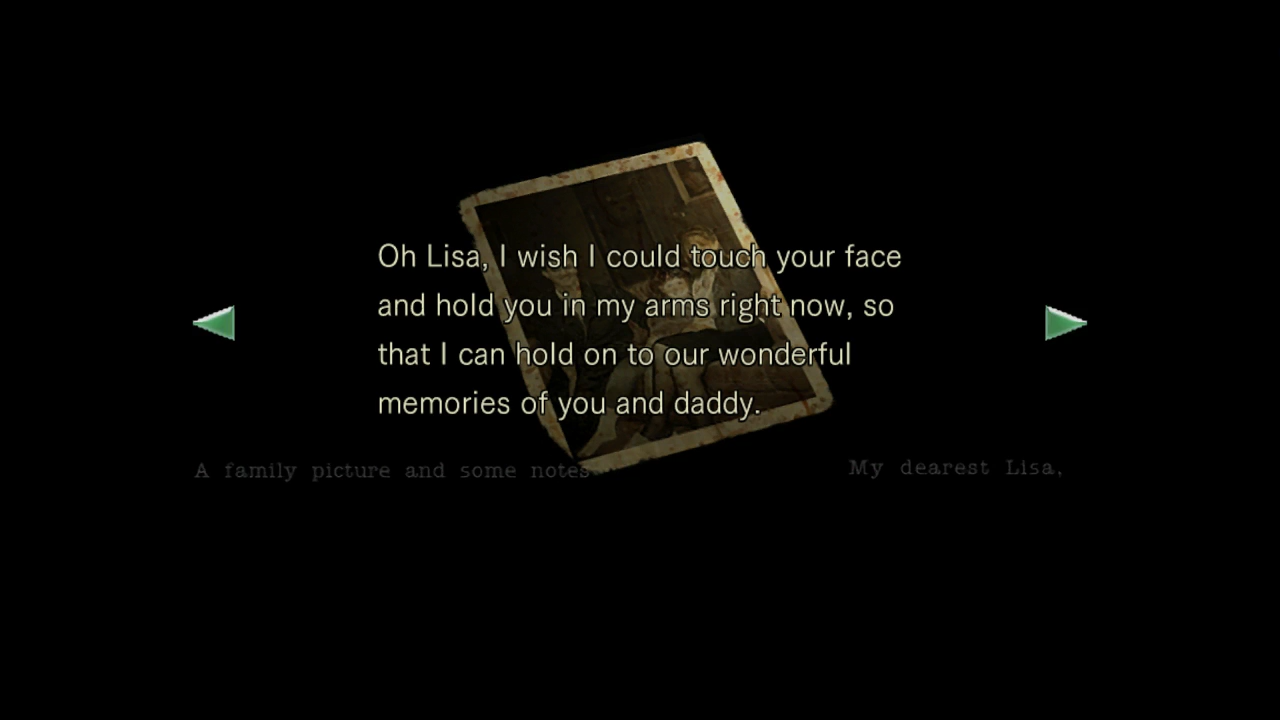 Oh Lisa, I wish I could touch your face
and hold you in my arms right now, so
that I can hold on to our wonderful
memories of you and daddy.
A family picture and some notes
My dearest Lisa,